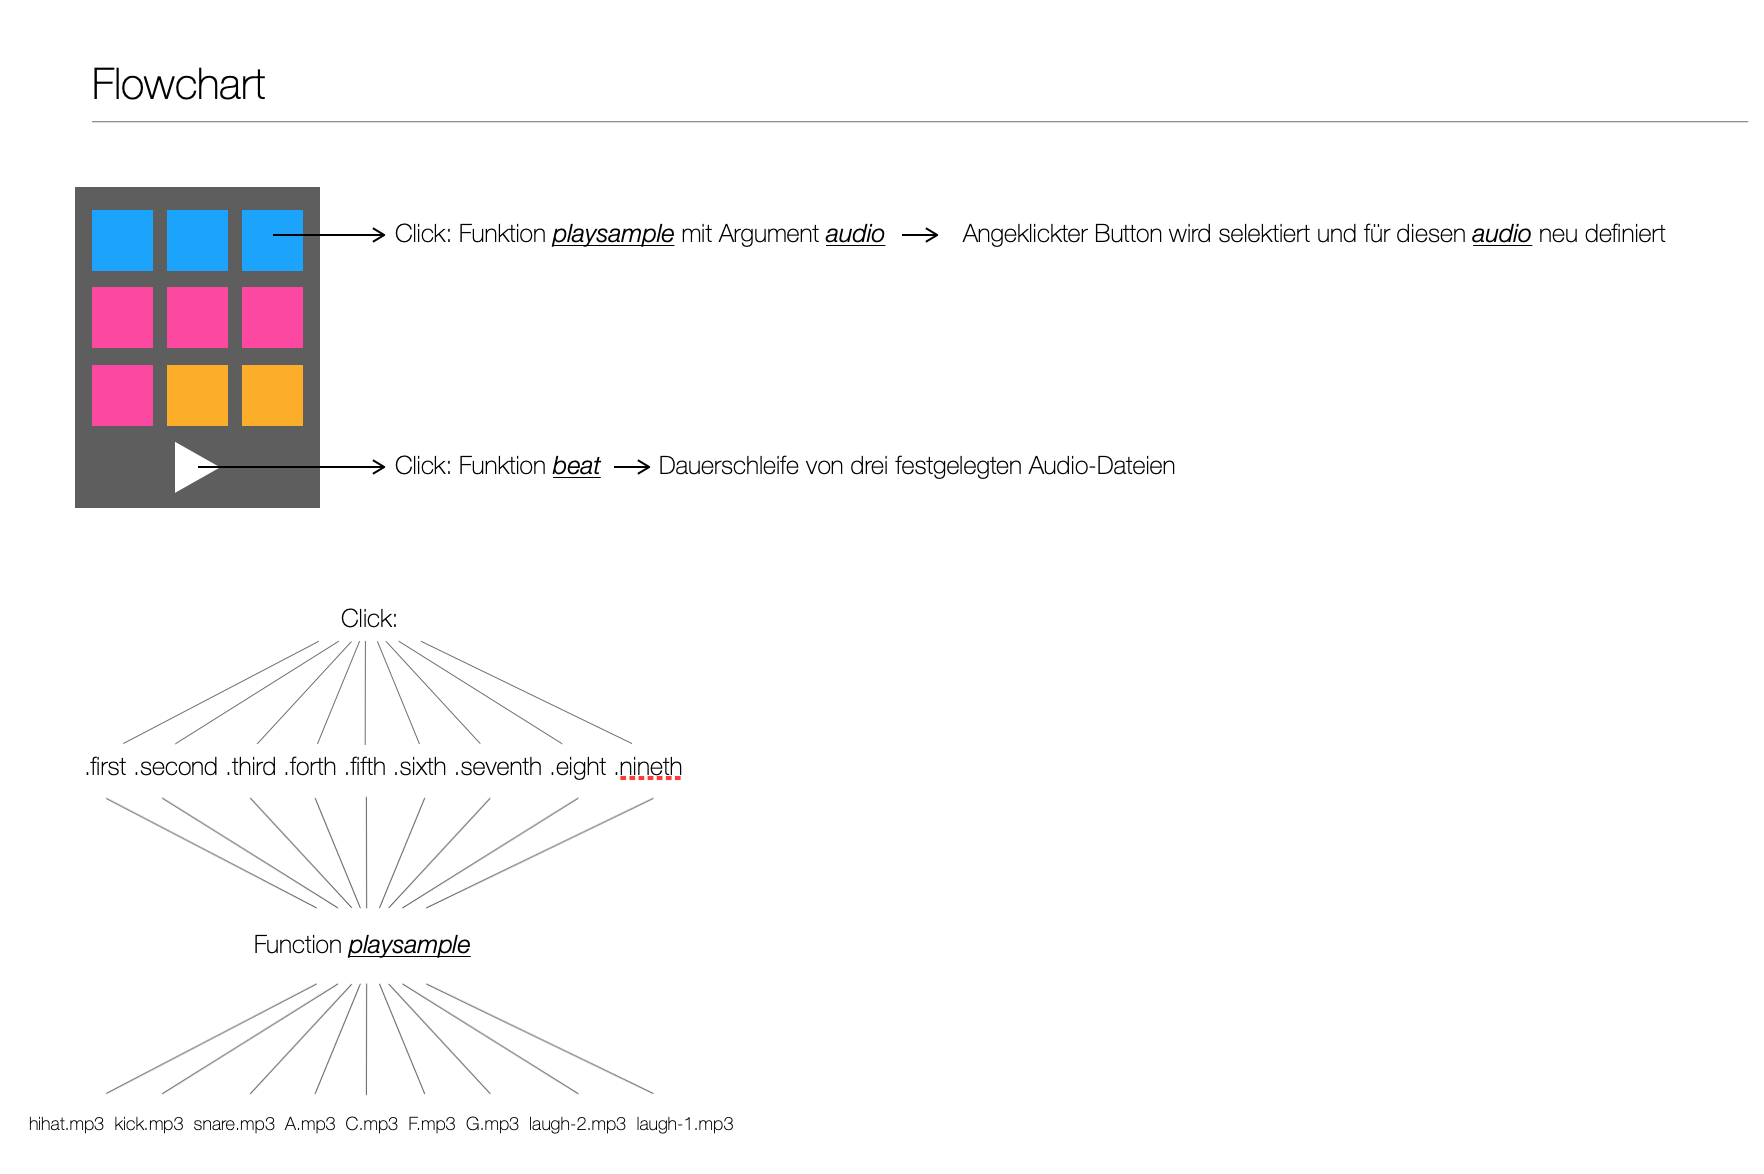 Flowchart
Click: Funktion playsample mit Argument audio Angeklickter Button wird selektiert und für diesen audio neu definiert
Click: Funktion beat Dauerschleife von drei festgelegten Audio-Dateien
Click:
.first .second .third .forth .fifth .sixth .seventh .eight .nineth
Function playsample
hihat.mp3 kick.mp3 snare.mp3 A.mp3 C.mp3 F.mp3 G.mp3 laugh-2.mp3 laugh-1.mp3